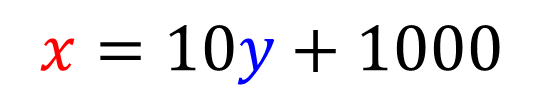 x = 10y + 1000